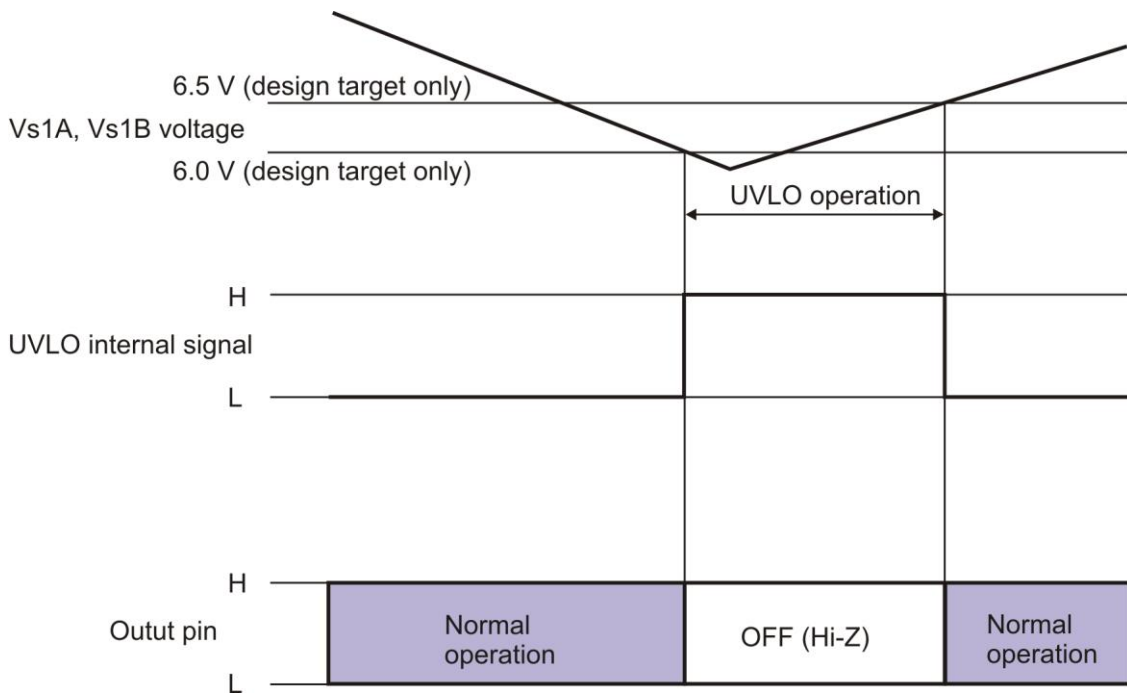 6.5 V (design target only)
Vs1A, Vs1B voltage
6.0 V (design target only)
UVLO operation
H
UVLO internal signal
L
H
Outut pin
Normal
operation
OFF (Hi-Z)
Normal
operation
L